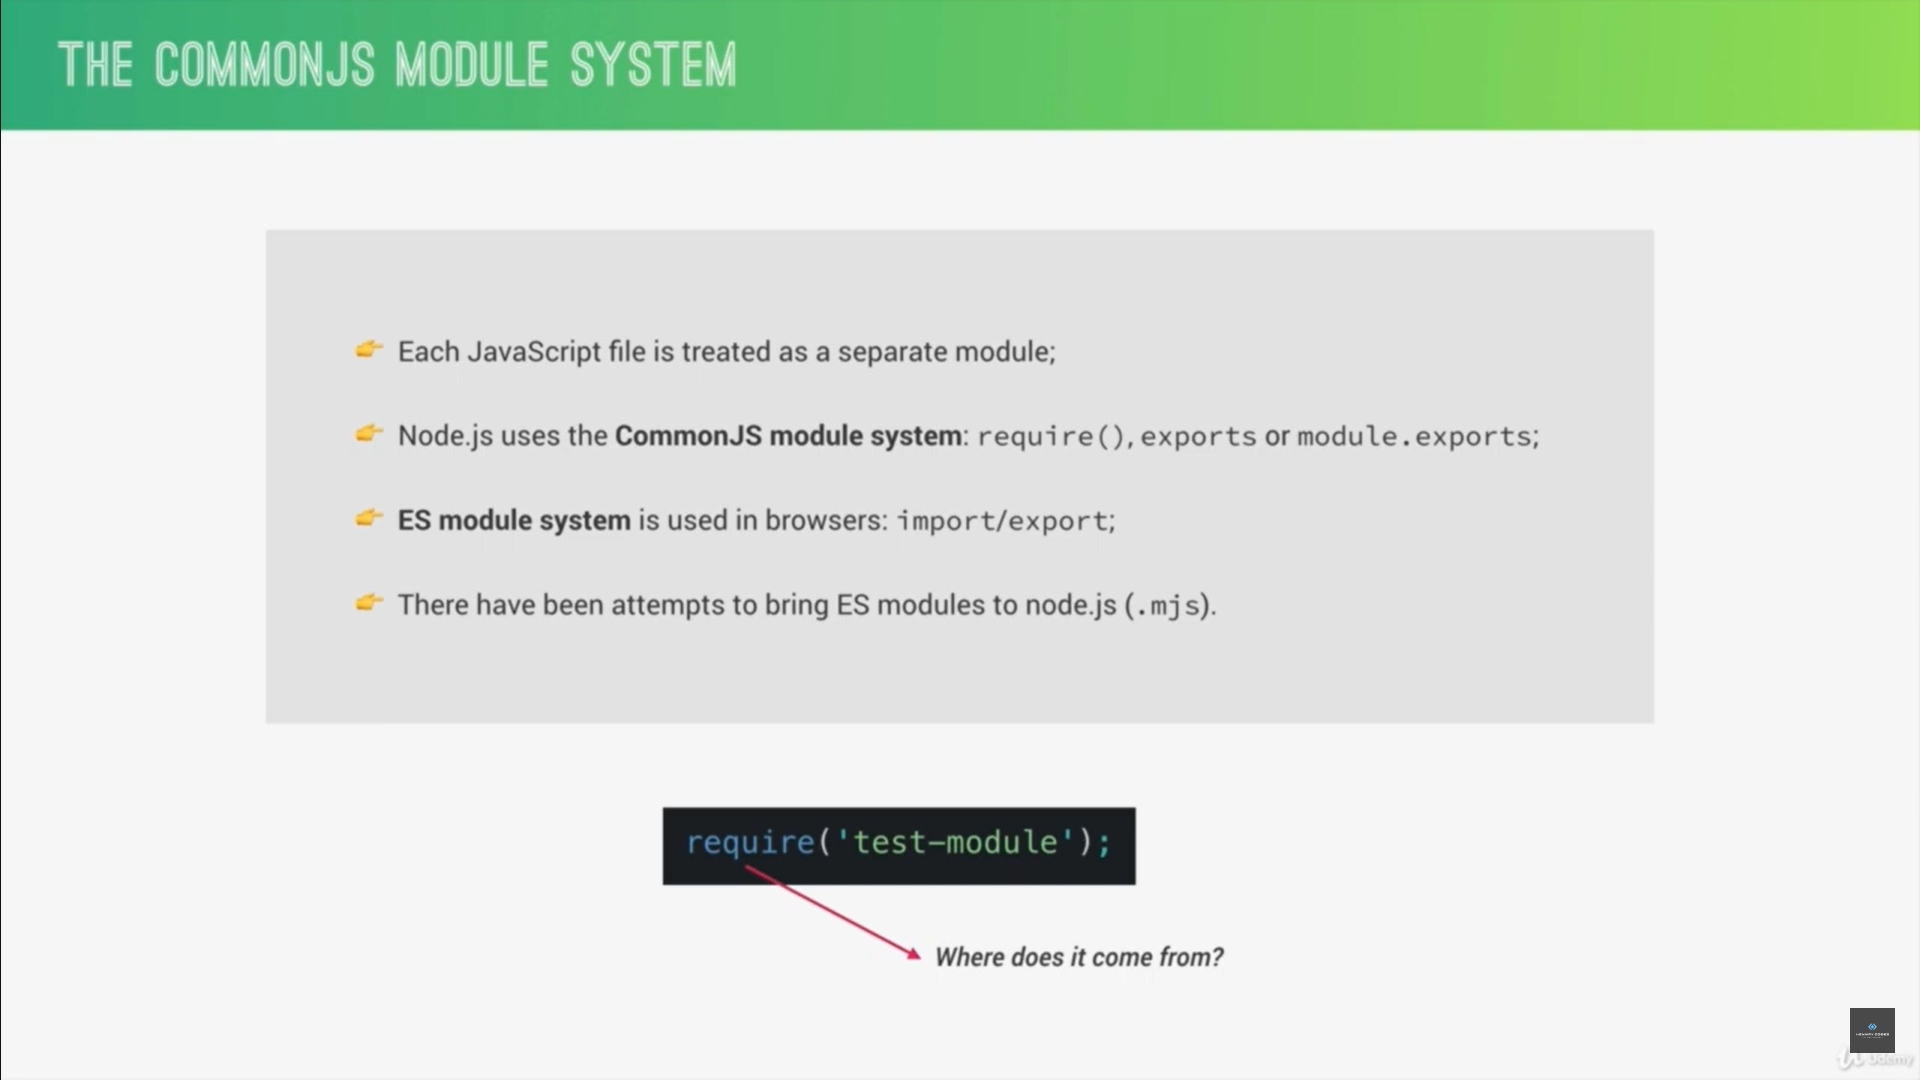 THE COMMONJS MODULE SYSTEM
👉 Each JavaScript file is treated as a separate module;
👉 Node.js uses the CommonJS module system: require(), exports or module.exports;
👉 ES module system is used in browsers: import/export;
👉 There have been attempts to bring ES modules to node.js (.mjs).
require('test-module');
Where does it come from?
Udemy